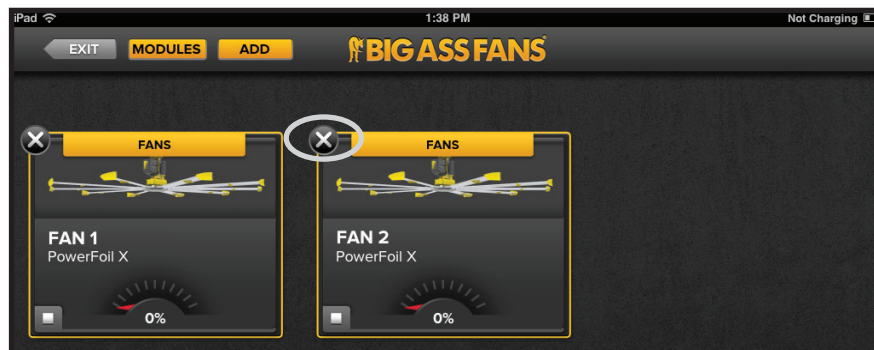 iPad 1:38 PM Not Charging
EXIT MODULES ADD BIG ASS FANS
FANS FANS
FAN 1 FAN 2
PowerFoil X PowerFoil X
0% 0%